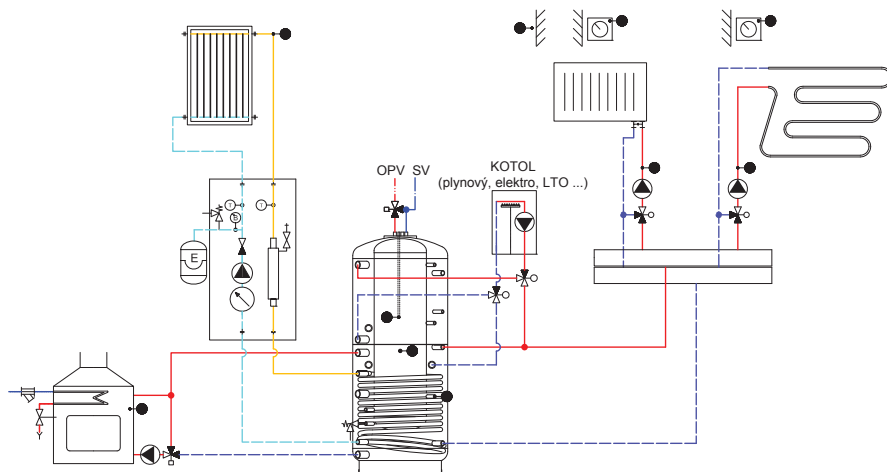 OPV SV
KOTOL
(plynový, elektro, LTO ...)
T
T
E